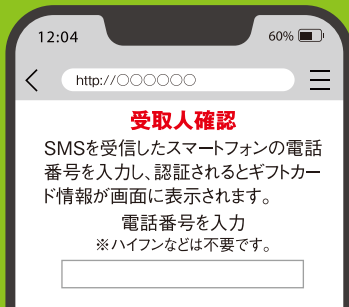 12:04 60%
http://○○○○○○
受取人確認
SMSを受信したスマートフォンの電話
番号を入力し、認証されるとギフトカー
ド情報が画面に表示されます。
電話番号を入力
※ハイフンなどは不要です。